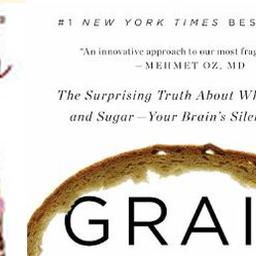 #1 NEW YORK TIMES BES
"An innovative approach to our most frag
—MEHMET OZ, MD
The Surprising Truth About Wh
and Sugar—Your Brain's Sile
GRAI